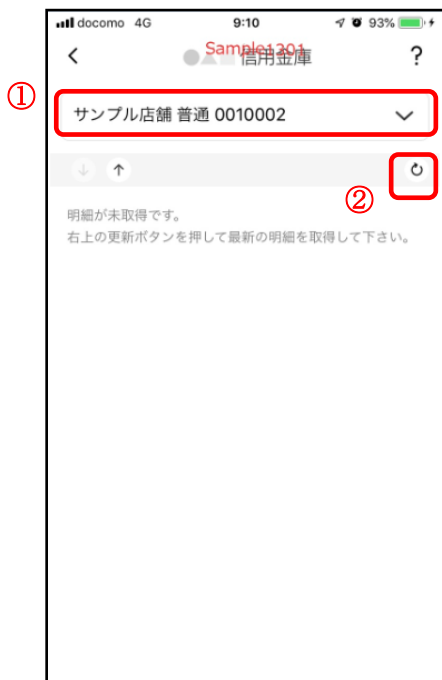 docomo 4G 9:10 93%
Sample1201
●▲■信用金庫 ?
①
サンプル店舗 普通 0010002
②
明細が未取得です。
右上の更新ボタンを押して最新の明細を取得して下さい。